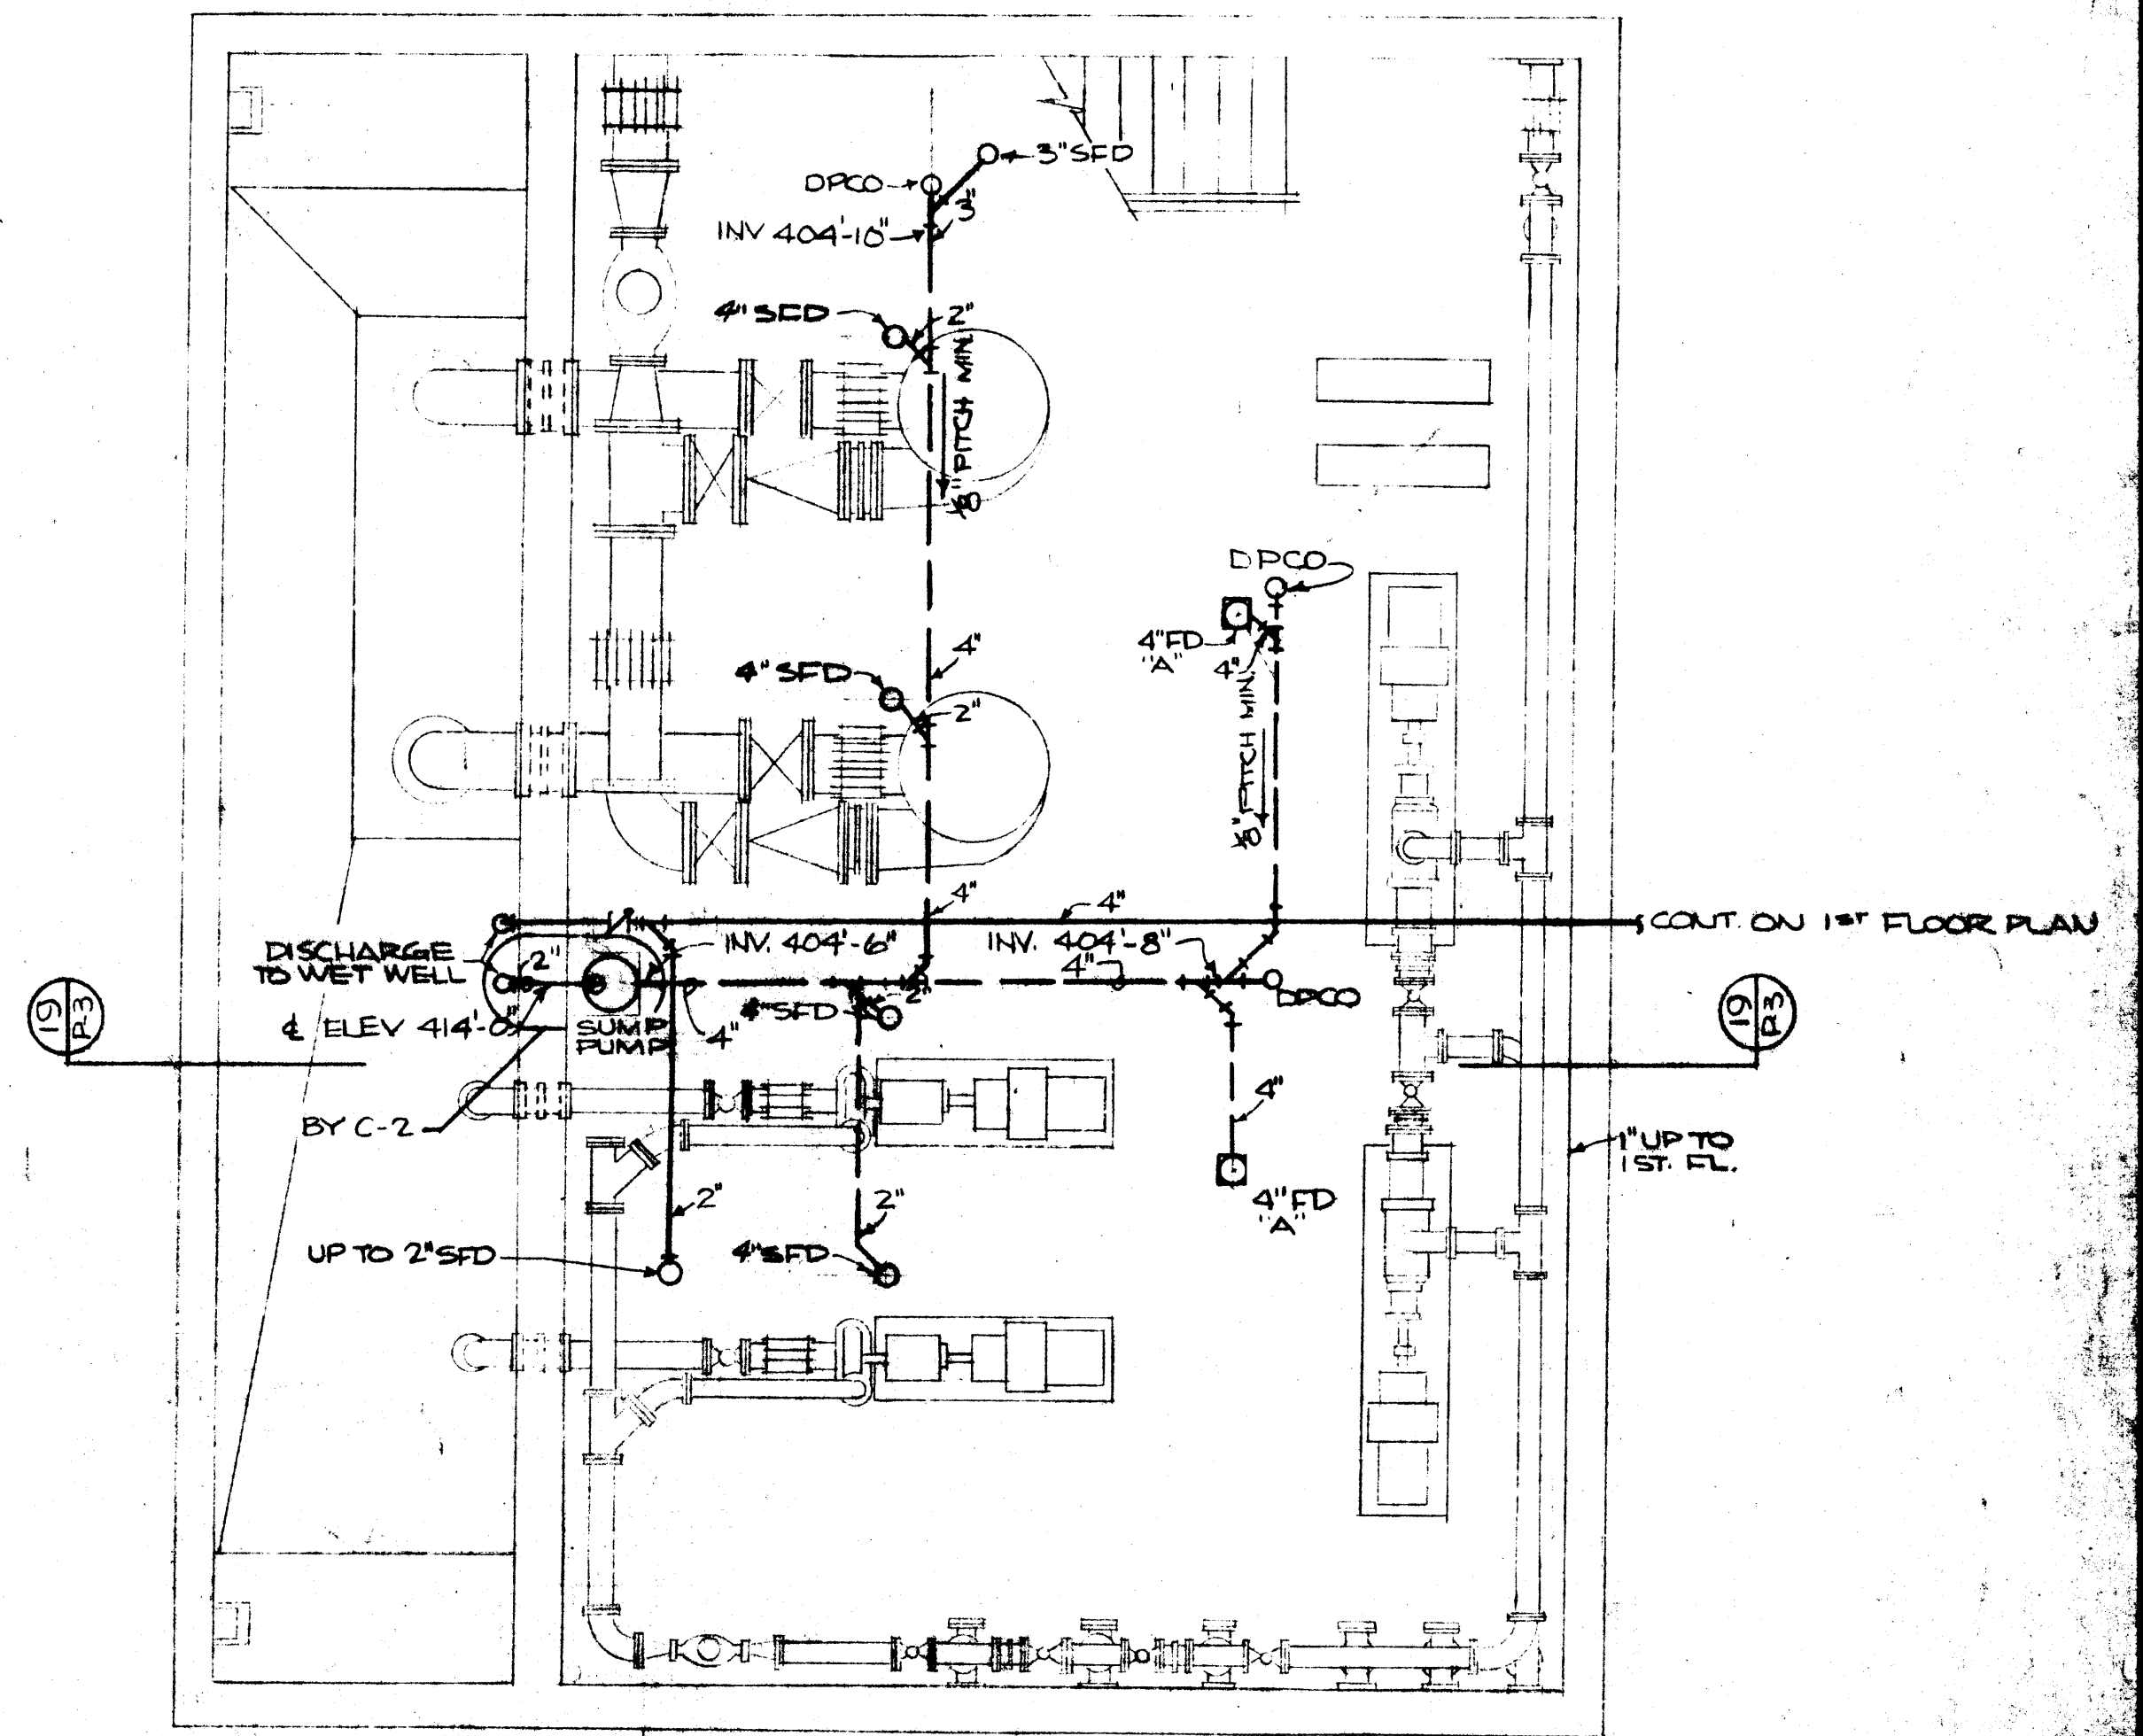 3" SFD
DPCO
3"
INV 404'-10"
4" SFD
2"
1/8" PITCH MIN.
DPCO
4" FD
"A"
4"
4"
4" SFD
2"
1/8" PITCH MIN.
4"
4"
CONT. ON 1ST FLOOR PLAN
DISCHARGE
TO WET WELL
2"
INV. 404'-6"
INV. 404'-8"
4"
DPCO
4" SFD
2"
19
P3
19
P3
℄ ELEV 414'-0"
SUMP
PUMP
4"
BY C-2
4"
1" UP TO
1ST. FL.
2"
2"
4" FD
"A"
UP TO 2" SFD
4" SFD